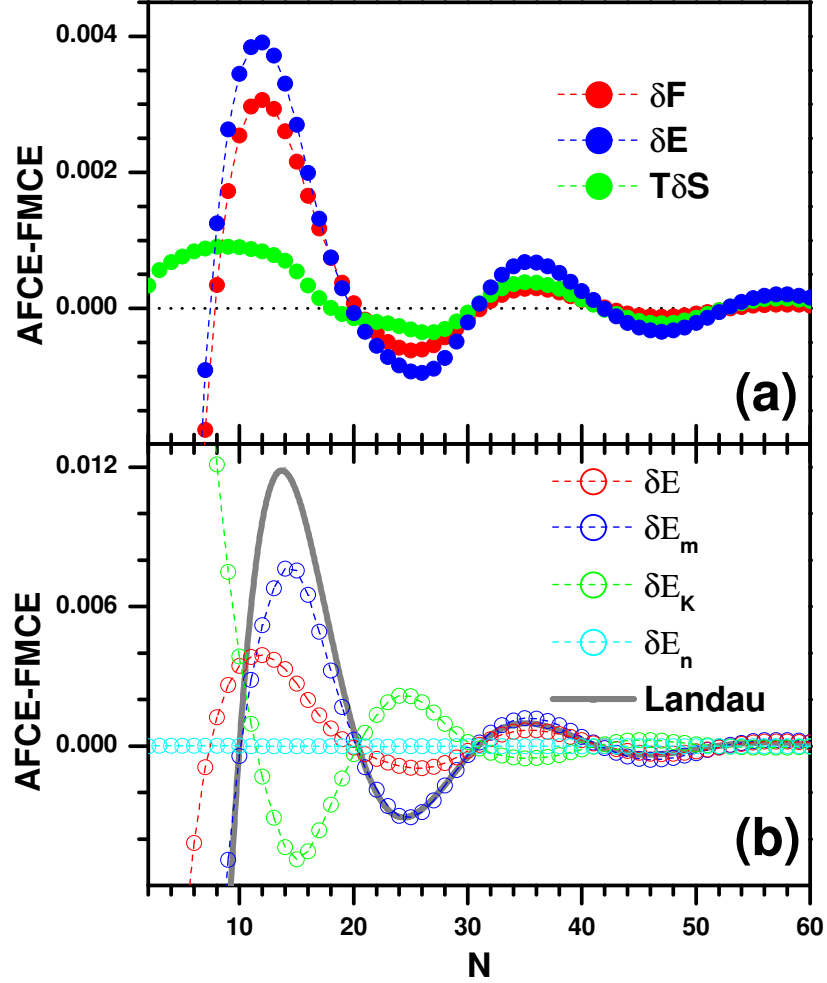 0.004
0.002
0.000
AFCE-FMCE
δF
δE
TδS
(a)
0.012
0.006
0.000
AFCE-FMCE
δE
δE_m
δE_K
δE_n
Landau
(b)
10 20 30 40 50 60
N